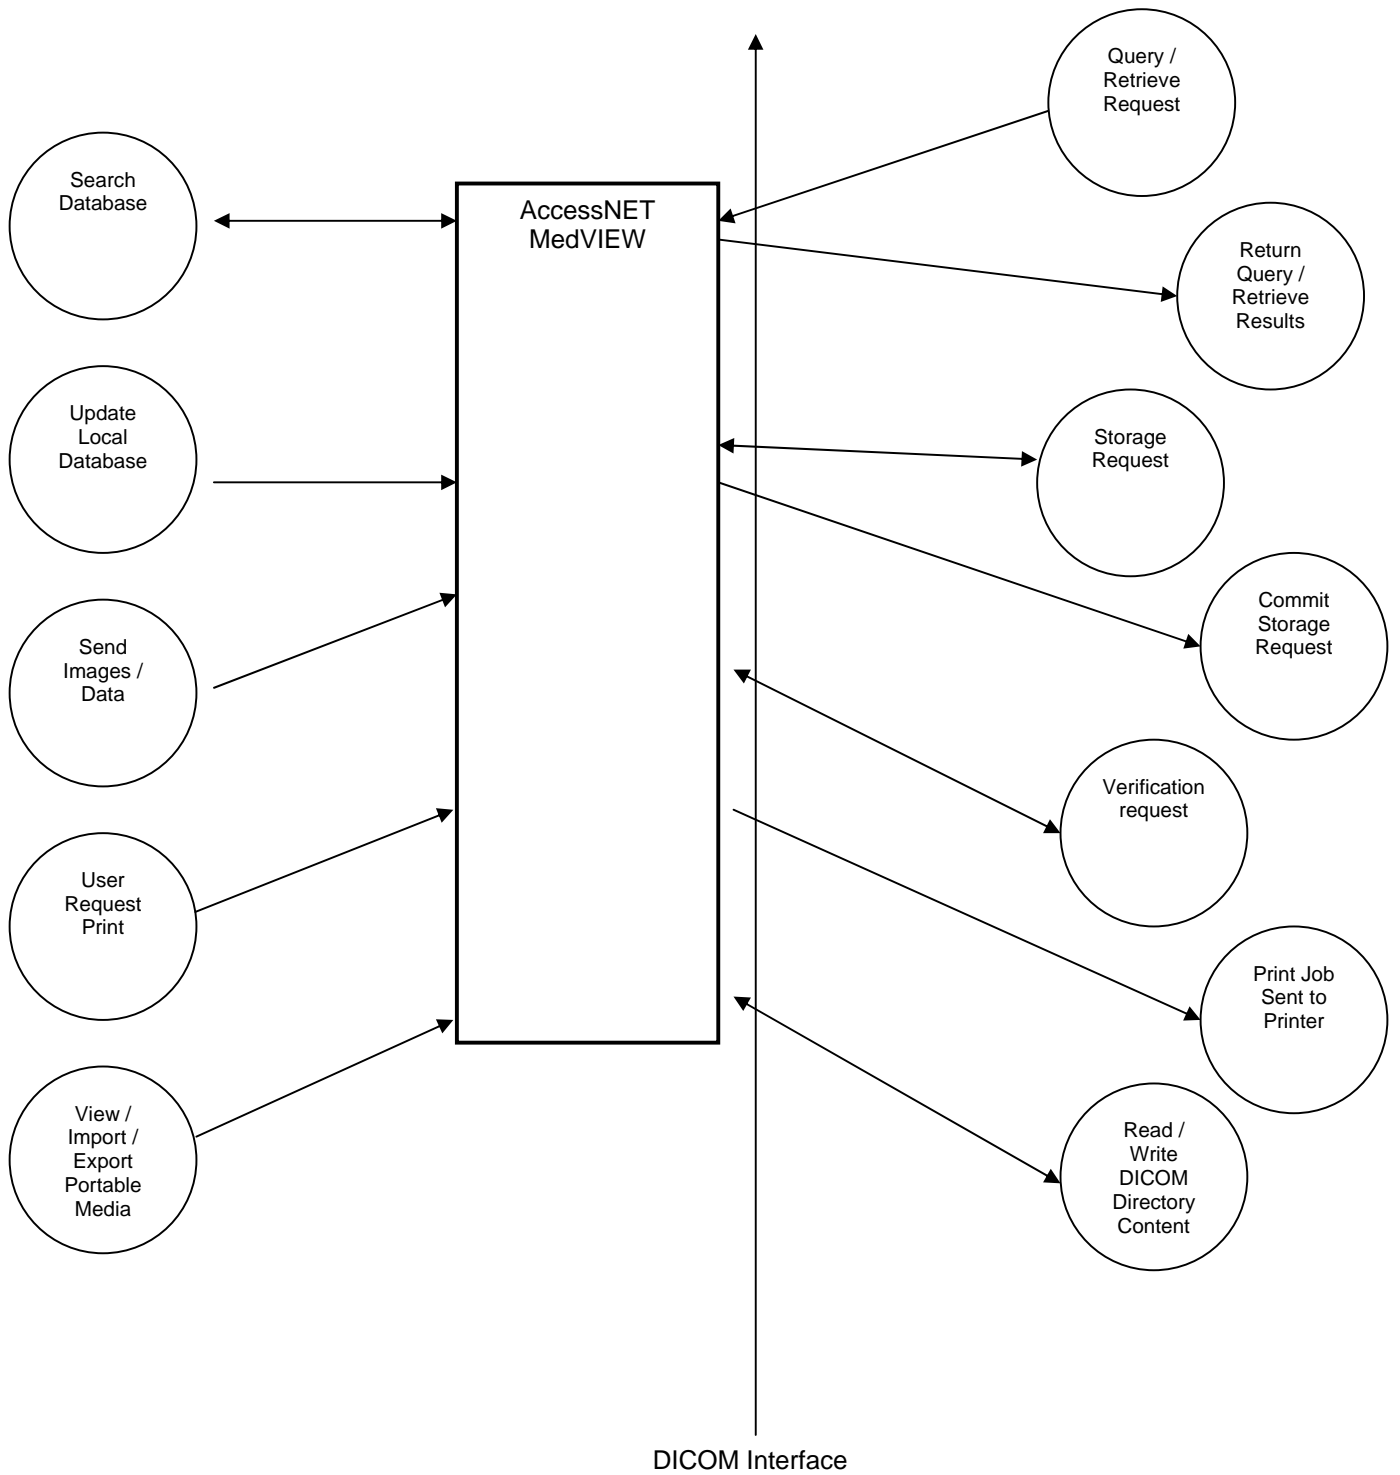 Query /
Retrieve
Request
Search
Database
AccessNET
MedVIEW
Return
Query /
Retrieve
Results
Update
Local
Database
Storage
Request
Send
Images /
Data
Commit
Storage
Request
Verification
request
User
Request
Print
Print Job
Sent to
Printer
View /
Import /
Export
Portable
Media
Read /
Write
DICOM
Directory
Content
DICOM Interface